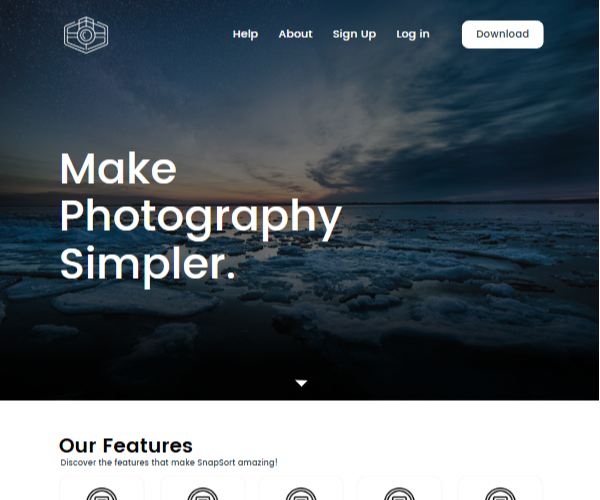 Help About Sign Up Log in Download
Make
Photography
Simpler.
Our Features
Discover the features that make SnapSort amazing!